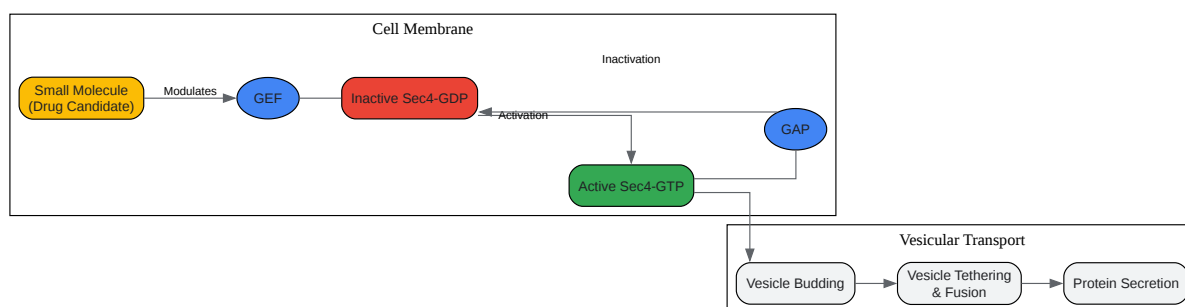 Cell Membrane
Inactivation
Small Molecule
(Drug Candidate)
Modulates
GEF
Inactive Sec4-GDP
Activation
GAP
Active Sec4-GTP
Vesicular Transport
Vesicle Budding
Vesicle Tethering
& Fusion
Protein Secretion